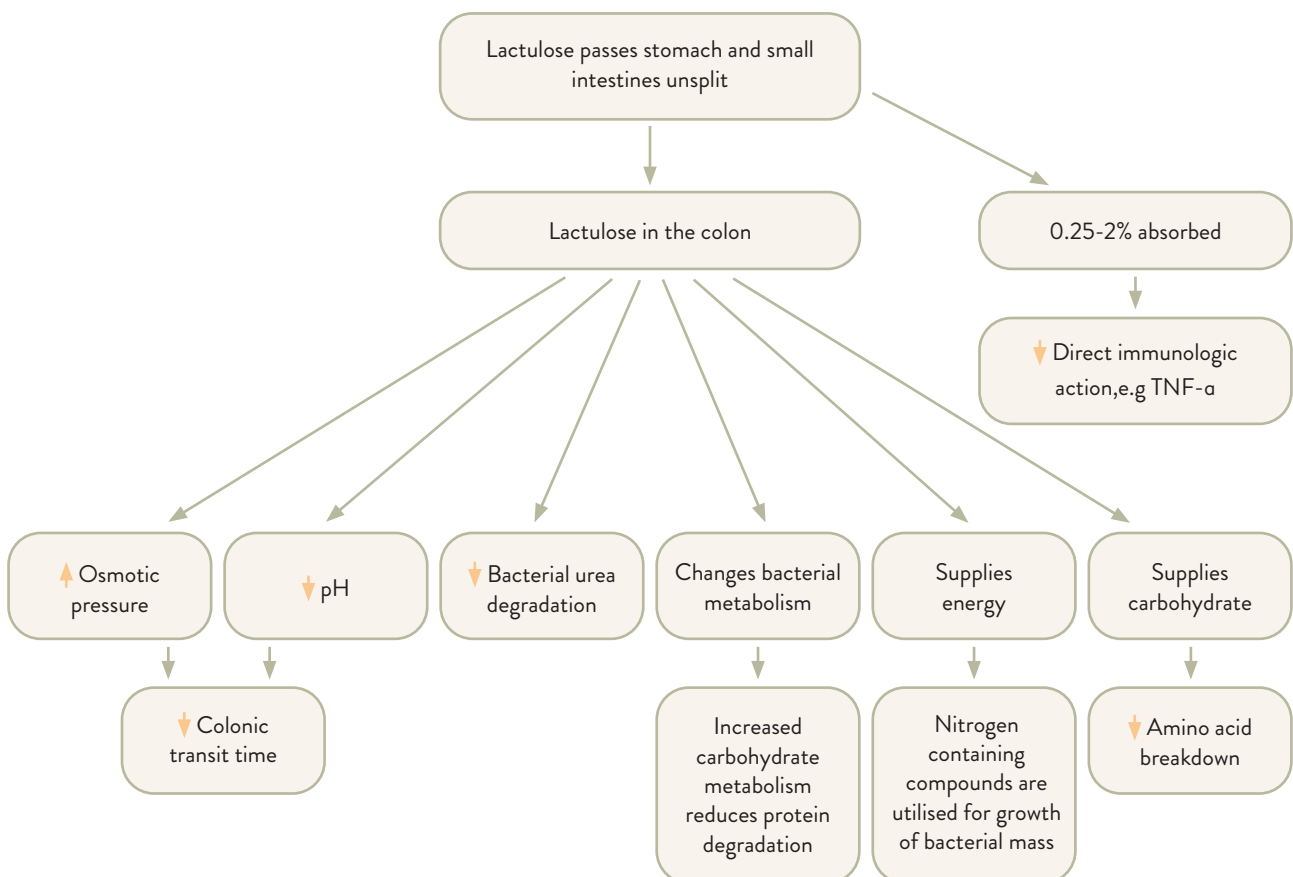 Lactulose passes stomach and small
intestines unsplit
Lactulose in the colon
0.25-2% absorbed
Direct immunologic
action,e.g TNF-α
Osmotic
pressure
pH
Bacterial urea
degradation
Changes bacterial
metabolism
Supplies
energy
Supplies
carbohydrate
Colonic
transit time
Increased
carbohydrate
metabolism
reduces protein
degradation
Nitrogen
containing
compounds are
utilised for growth
of bacterial mass
Amino acid
breakdown